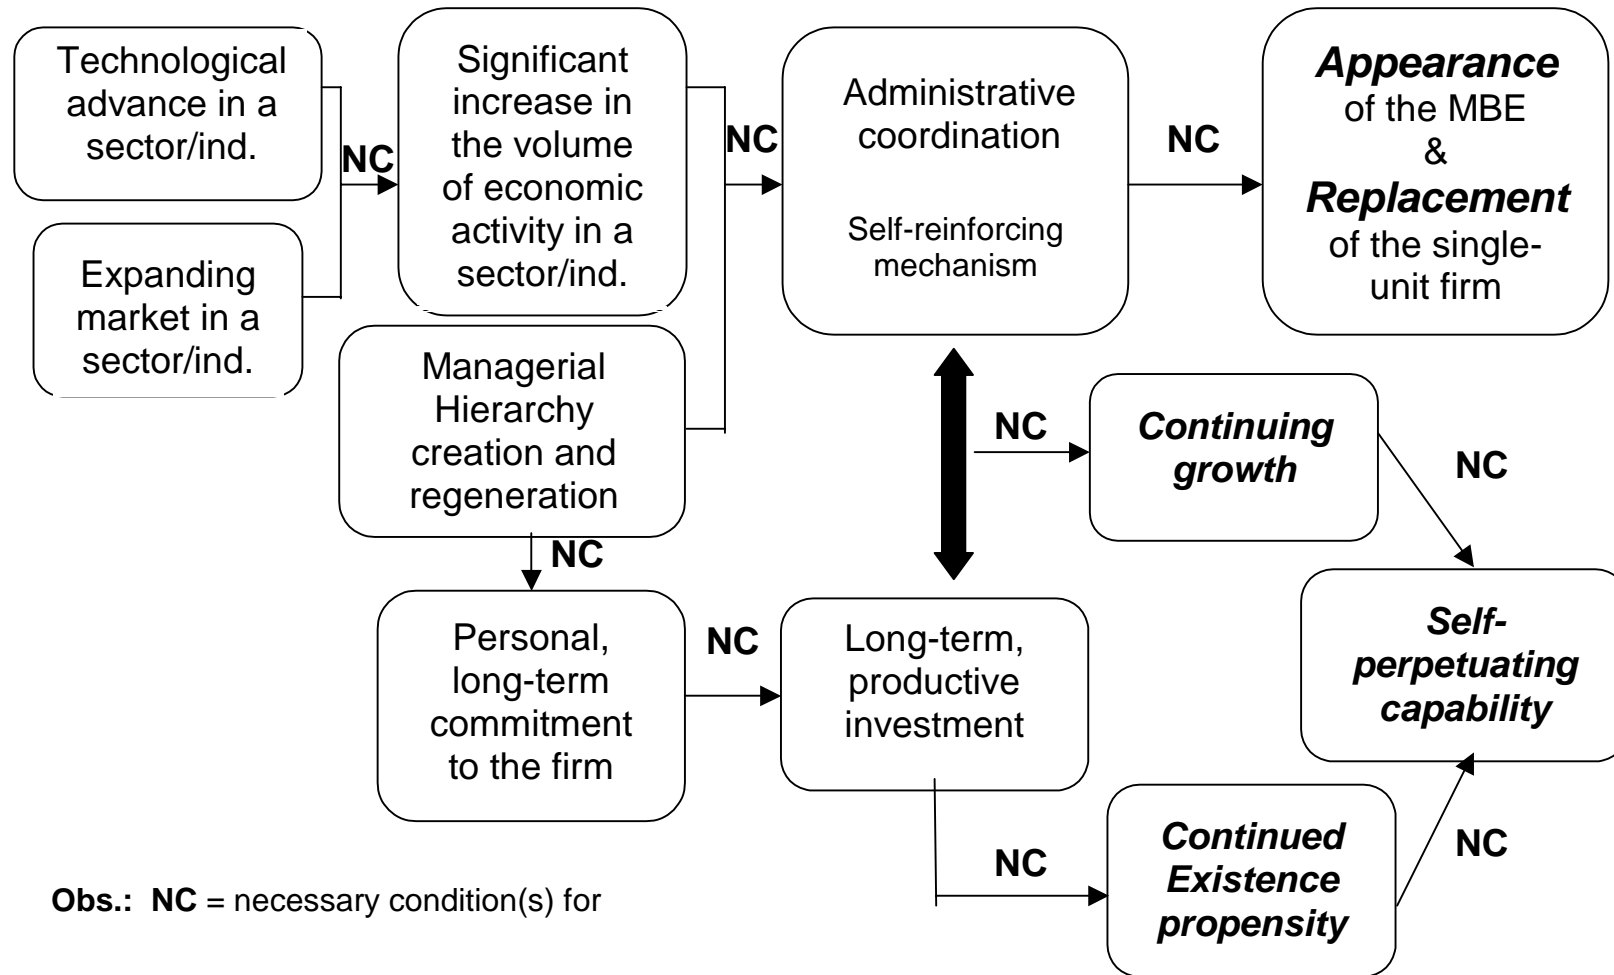 Technological
advance in a
sector/ind.
NC
Expanding
market in a
sector/ind.
Significant
increase in
the volume
of economic
activity in a
sector/ind.
NC
Managerial
Hierarchy
creation and
regeneration
NC
Administrative
coordination
Self-reinforcing
mechanism
NC
Appearance
of the MBE
&
Replacement
of the single-
unit firm
NC
Continuing
growth
NC
Personal,
long-term
commitment
to the firm
NC
Long-term,
productive
investment
Self-
perpetuating
capability
NC
Continued
Existence
propensity
NC
Obs.: NC = necessary condition(s) for